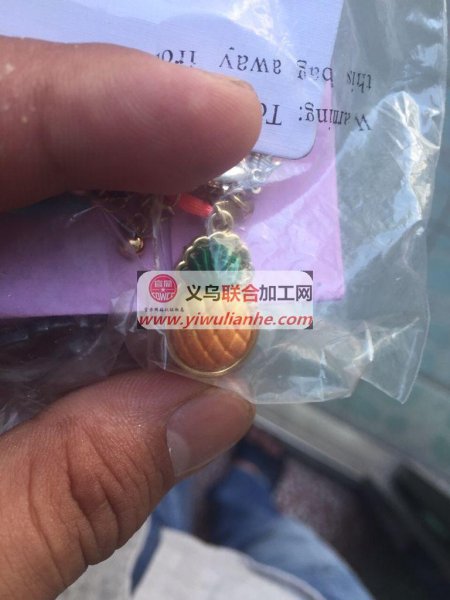 Warning: To
this bag away fro
义乌联合加工网
www.yiwulianhe.com